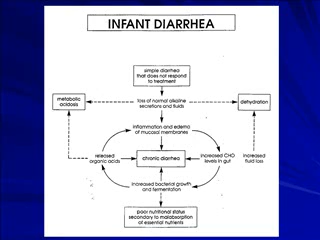 INFANT DIARRHEA
simple diarrhea
that does not respond
to treatment
metabolic
acidosis
loss of normal alkaline
secretions and fluids
dehydration
inflammation and edema
of mucosal membranes
released
organic acids
chronic diarrhea
increased CHO
levels in gut
increased
fluid loss
increased bacterial growth
and fermentation
poor nutritional status
secondary to malabsorption
of essential nutrients